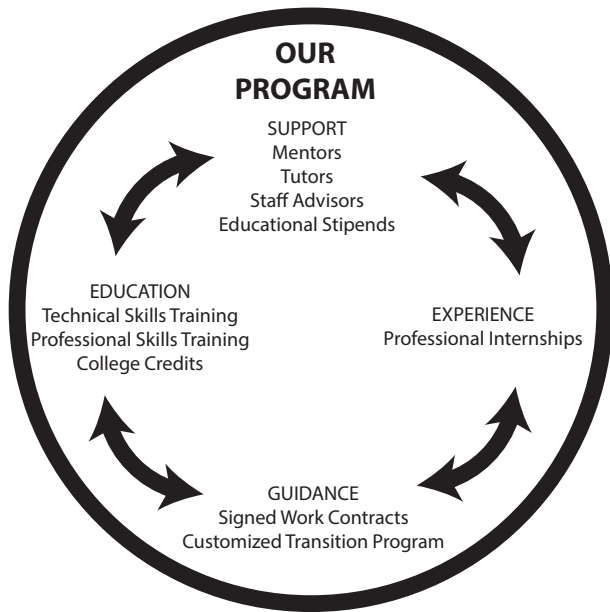 OUR
PROGRAM
SUPPORT
Mentors
Tutors
Staff Advisors
Educational Stipends
EDUCATION
Technical Skills Training
Professional Skills Training
College Credits
EXPERIENCE
Professional Internships
GUIDANCE
Signed Work Contracts
Customized Transition Program